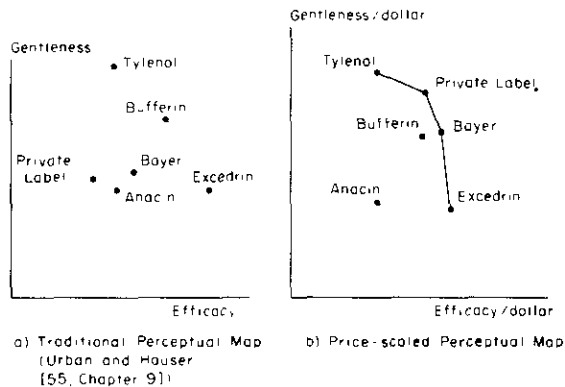 Gentleness
Tylenol
Bufferin
Private
Label
Bayer
Excedrin
Anacin
Efficacy
a) Traditional Perceptual Map
(Urban and Hauser
[55, Chapter 9])
Gentleness/dollar
Tylenol
Private Label
Bufferin
Bayer
Anacin
Excedrin
Efficacy/dollar
b) Price-scaled Perceptual Map